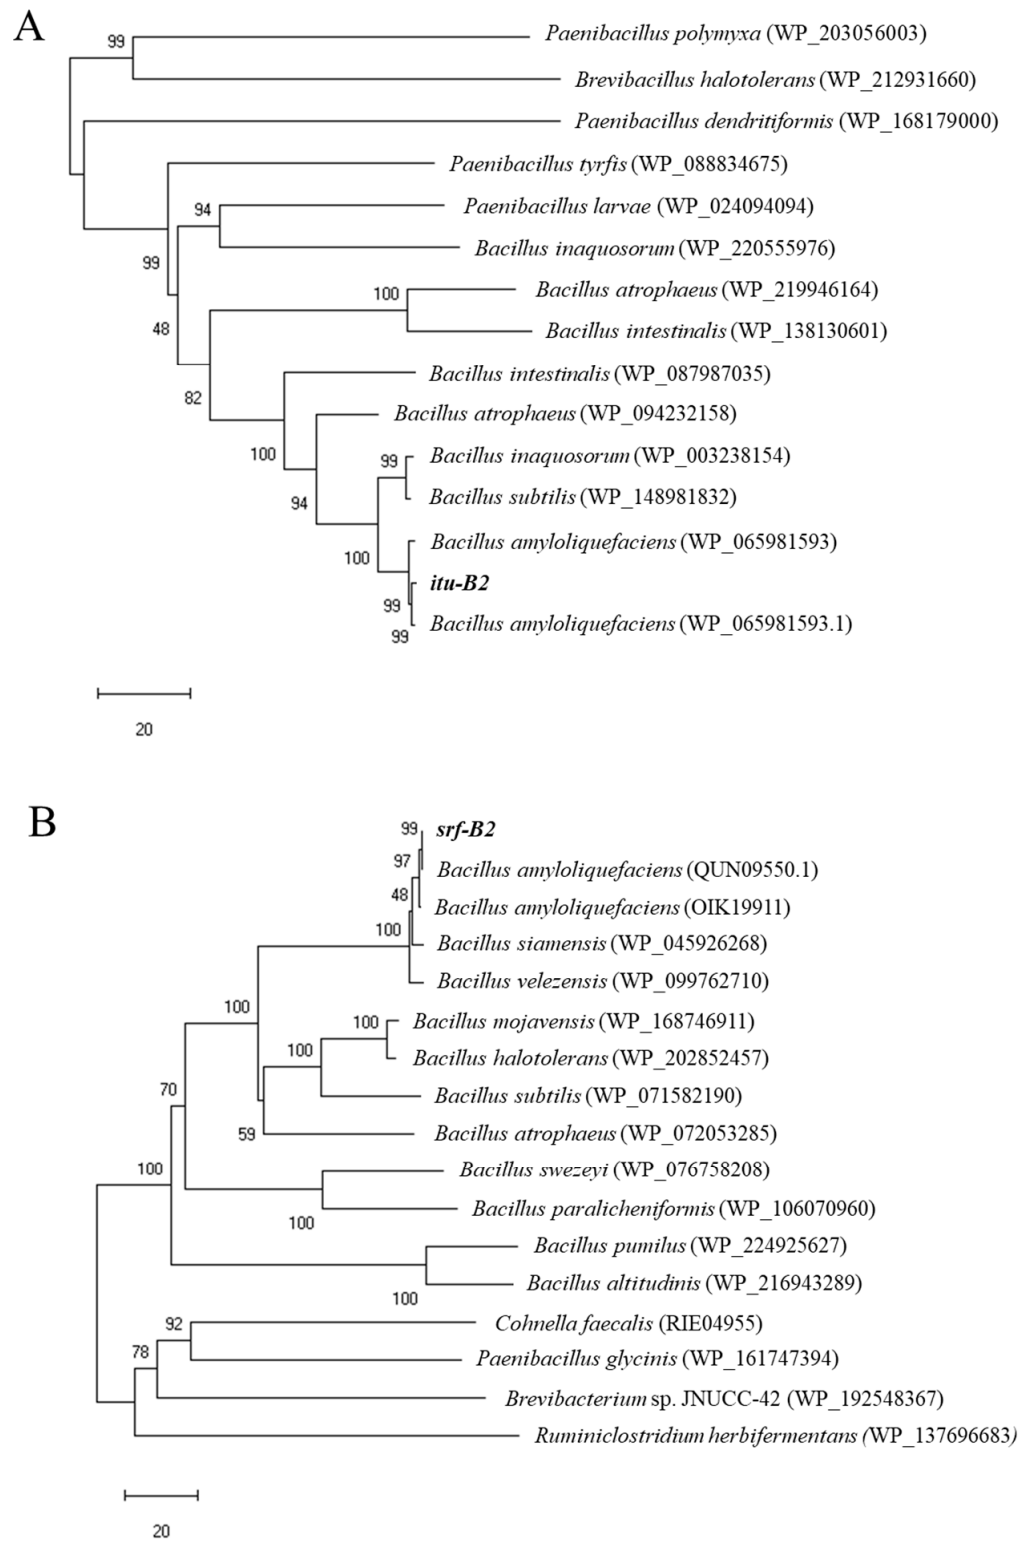 A
99
Paenibacillus polymyxa (WP_203056003)
Brevibacillus halotolerans (WP_212931660)
Paenibacillus dendritiformis (WP_168179000)
Paenibacillus tyrfis (WP_088834675)
94
Paenibacillus larvae (WP_024094094)
Bacillus inaquosorum (WP_220555976)
99
100
Bacillus atrophaeus (WP_219946164)
48
Bacillus intestinalis (WP_138130601)
Bacillus intestinalis (WP_087987035)
82
Bacillus atrophaeus (WP_094232158)
100
99
Bacillus inaquosorum (WP_003238154)
94
Bacillus subtilis (WP_148981832)
Bacillus amyloliquefaciens (WP_065981593)
100
itu-B2
99
Bacillus amyloliquefaciens (WP_065981593.1)
99
20
B
99
srf-B2
97
Bacillus amyloliquefaciens (QUN09550.1)
48
Bacillus amyloliquefaciens (OIK19911)
100
Bacillus siamensis (WP_045926268)
Bacillus velezensis (WP_099762710)
100
100
Bacillus mojavensis (WP_168746911)
100
Bacillus halotolerans (WP_202852457)
70
Bacillus subtilis (WP_071582190)
59
Bacillus atrophaeus (WP_072053285)
100
Bacillus swezeyi (WP_076758208)
Bacillus paralicheniformis (WP_106070960)
100
Bacillus pumilus (WP_224925627)
Bacillus altitudinis (WP_216943289)
100
92
Cohnella faecalis (RIE04955)
78
Paenibacillus glycinis (WP_161747394)
Brevibacterium sp. JNUCC-42 (WP_192548367)
Ruminiclostridium herbifermentans (WP_137696683)
20